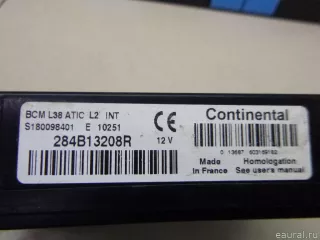 BCM L38 ATIC L2 INT
S180098401 E 10251
284B13208R
12 V
CE
Continental
Made In France
Homologation See users manual
eaural.ru